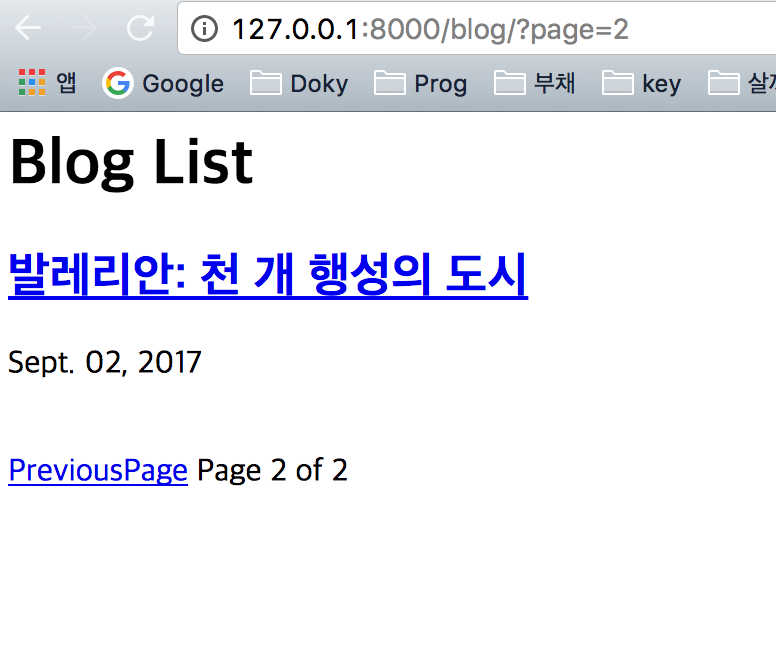 127.0.0.1:8000/blog/?page=2
앱 Google Doky Prog 부채 key
Blog List
발레리안: 천 개 행성의 도시
Sept. 02, 2017
PreviousPage Page 2 of 2